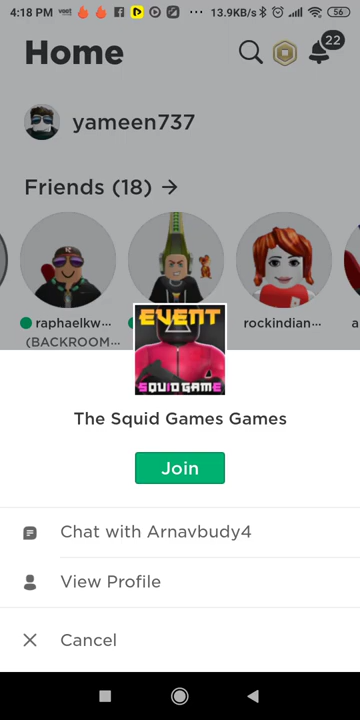 4:18 PM
13.9KB/s
56
Home
22
yameen737
Friends (18) →
raphaelkw...
rockindian...
a
(BACKROOM...
EVENT
SQUID GAME
The Squid Games Games
Join
Chat with Arnavbudy4
View Profile
Cancel